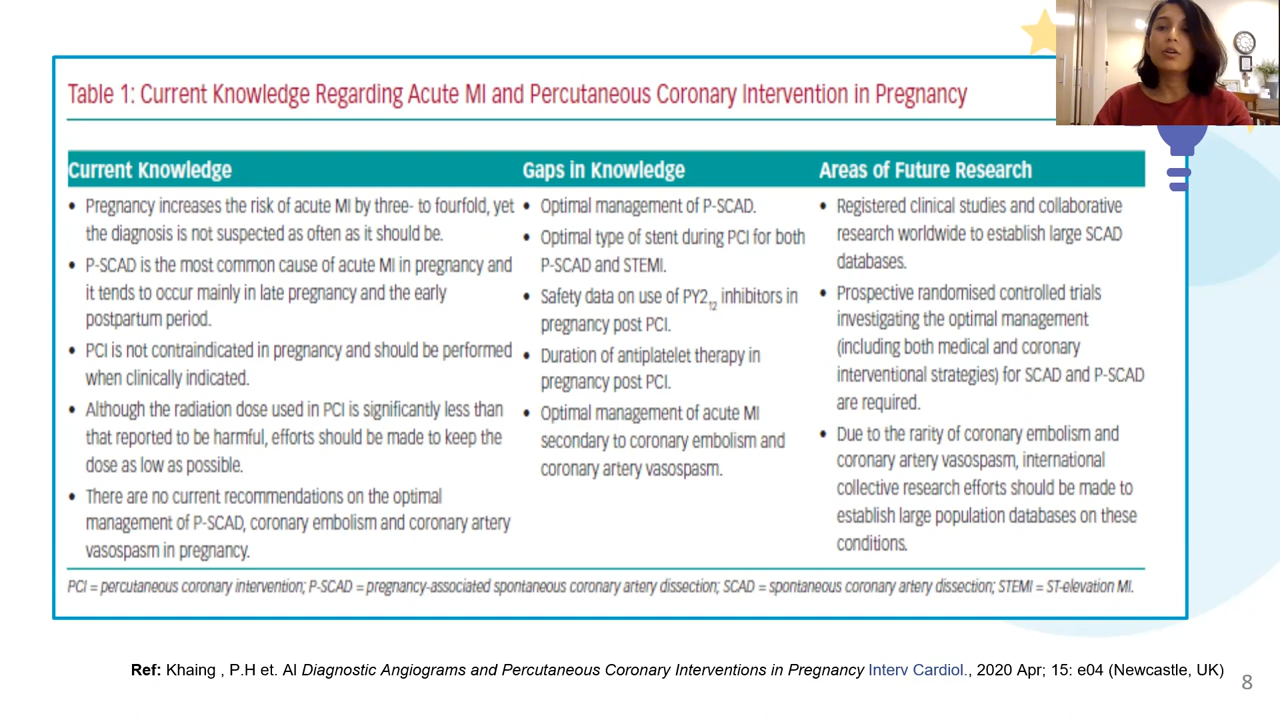 Table 1: Current Knowledge Regarding Acute MI and Percutaneous Coronary Intervention in Pregnancy
Current Knowledge
• Pregnancy increases the risk of acute MI by three- to fourfold, yet
the diagnosis is not suspected as often as it should be.
• P-SCAD is the most common cause of acute MI in pregnancy and
it tends to occur mainly in late pregnancy and the early
postpartum period.
• PCI is not contraindicated in pregnancy and should be performed
when clinically indicated.
• Although the radiation dose used in PCI is significantly less than
that reported to be harmful, efforts should be made to keep the
dose as low as possible.
• There are no current recommendations on the optimal
management of P-SCAD, coronary embolism and coronary artery
vasospasm in pregnancy.
Gaps in Knowledge
• Optimal management of P-SCAD.
• Optimal type of stent during PCI for both
P-SCAD and STEMI.
• Safety data on use of PY2₁₂ inhibitors in
pregnancy post PCI.
• Duration of antiplatelet therapy in
pregnancy post PCI.
• Optimal management of acute MI
secondary to coronary embolism and
coronary artery vasospasm.
Areas of Future Research
• Registered clinical studies and collaborative
research worldwide to establish large SCAD
databases.
• Prospective randomised controlled trials
investigating the optimal management
(including both medical and coronary
interventional strategies) for SCAD and P-SCAD
are required.
• Due to the rarity of coronary embolism and
coronary artery vasospasm, international
collective research efforts should be made to
establish large population databases on these
conditions.
PCI = percutaneous coronary intervention; P-SCAD = pregnancy-associated spontaneous coronary artery dissection; SCAD = spontaneous coronary artery dissection; STEMI = ST-elevation MI.
Ref: Khaing , P.H et. Al Diagnostic Angiograms and Percutaneous Coronary Interventions in Pregnancy Interv Cardiol., 2020 Apr; 15: e04 (Newcastle, UK)
8